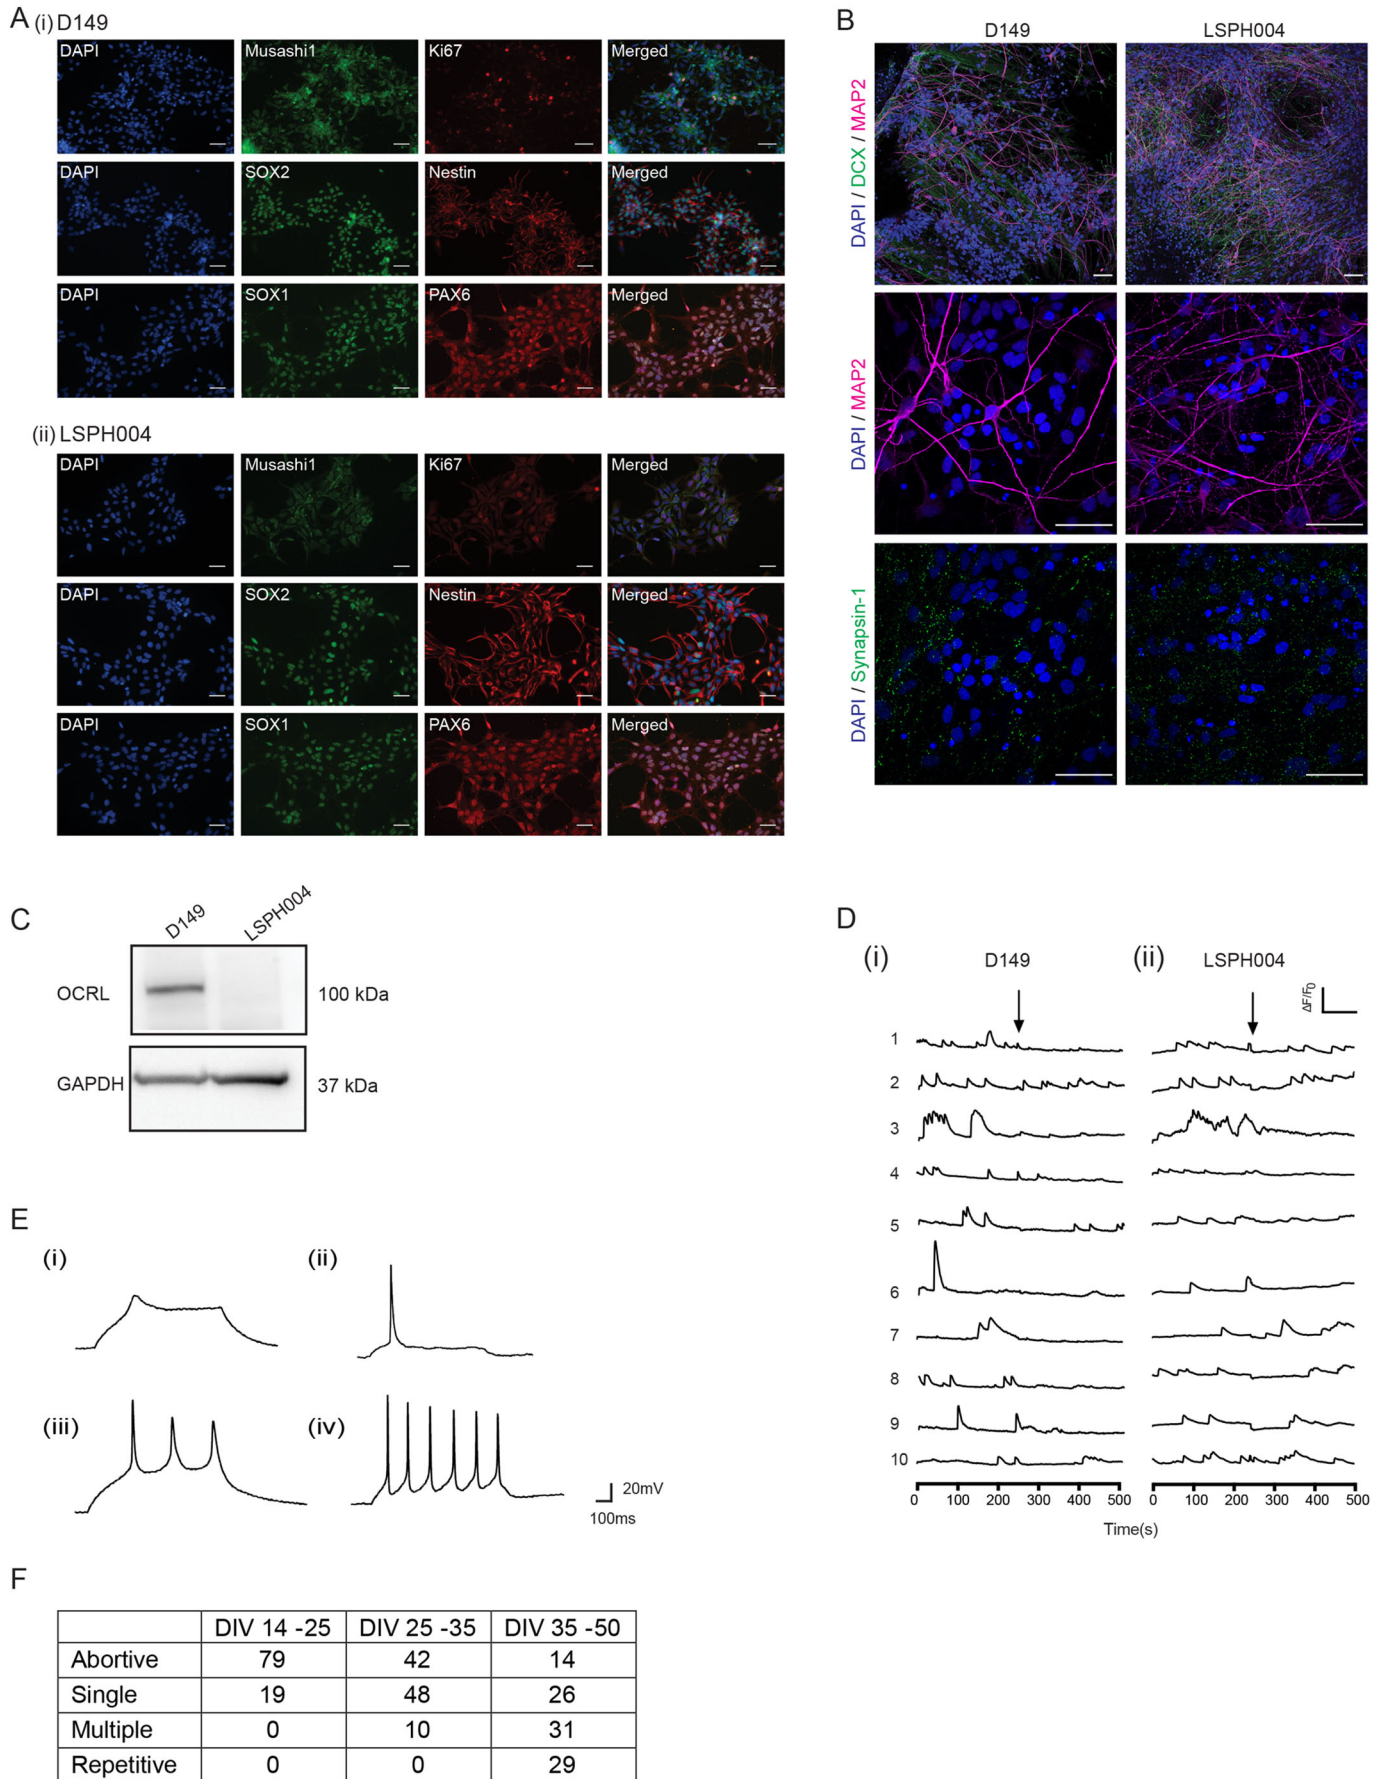 A (i) D149
DAPI Musashi1 Ki67 Merged
DAPI SOX2 Nestin Merged
DAPI SOX1 PAX6 Merged
(ii) LSPH004
DAPI Musashi1 Ki67 Merged
DAPI SOX2 Nestin Merged
DAPI SOX1 PAX6 Merged
B
D149 LSPH004
DAPI / DCX / MAP2
DAPI / MAP2
DAPI / Synapsin-1
C
D149 LSPH004
OCRL 100 kDa
GAPDH 37 kDa
D
(i) D149 (ii) LSPH004
ΔF/F0
1
2
3
4
5
6
7
8
9
10
0 100 200 300 400 500 0 100 200 300 400 500
Time(s)
E
(i) (ii)
(iii) (iv)
20mV
100ms
F
DIV 14 -25 DIV 25 -35 DIV 35 -50
Abortive 79 42 14
Single 19 48 26
Multiple 0 10 31
Repetitive 0 0 29